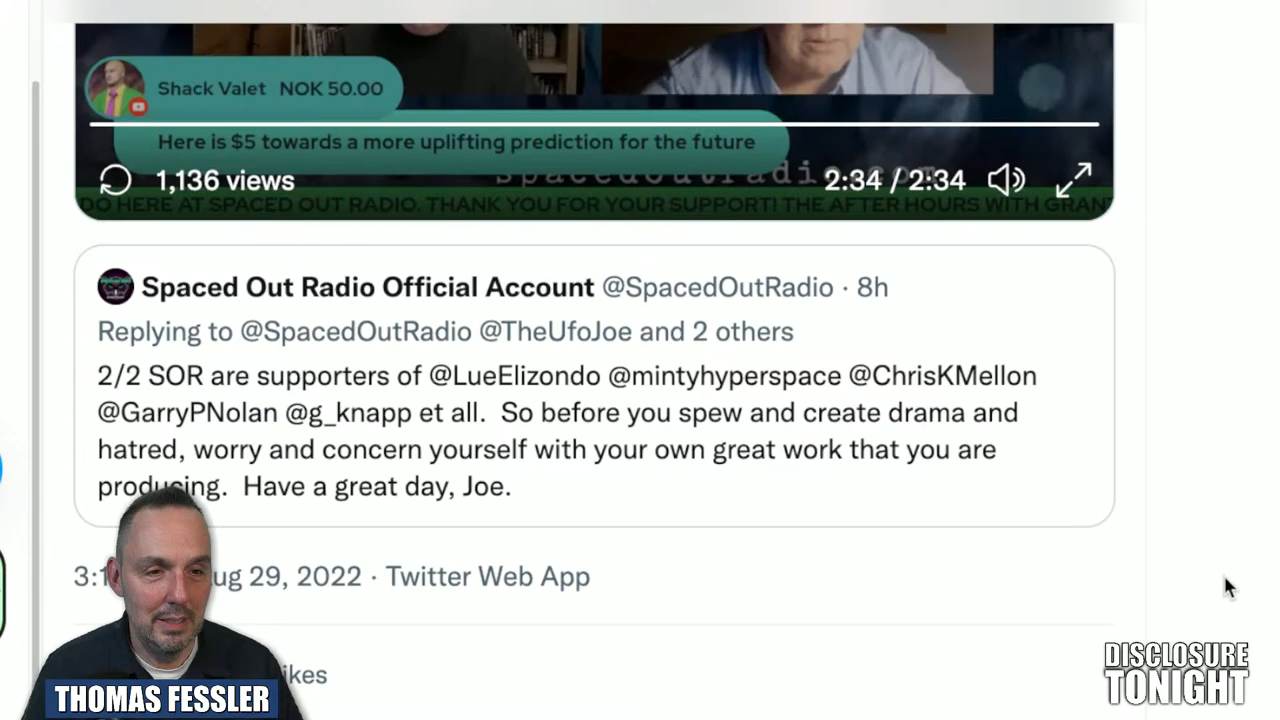 Shack Valet NOK 50.00
Here is $5 towards a more uplifting prediction for the future
spacedoutradio.com
1,136 views
2:34 / 2:34
DO HERE AT SPACED OUT RADIO. THANK YOU FOR YOUR SUPPORT! THE AFTER HOURS WITH GRANT
Spaced Out Radio Official Account @SpacedOutRadio · 8h
Replying to @SpacedOutRadio @TheUfoJoe and 2 others
2/2 SOR are supporters of @LueElizondo @mintyhyperspace @ChrisKMellon
@GarryPNolan @g_knapp et all. So before you spew and create drama and
hatred, worry and concern yourself with your own great work that you are
producing. Have a great day, Joe.
29, 2022 · Twitter Web App
THOMAS FESSLER
DISCLOSURE
TONIGHT